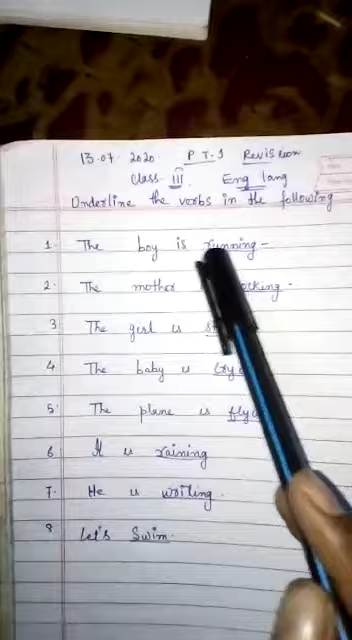 13.07.2020 P T.1 Revision
Class III Eng lang
Underline the verbs in the following
1. The boy is running
2. The mother
3 The girl is
4 The baby is
5. The plane is
6 It is raining
7. He is writing.
8 Let's Swim.